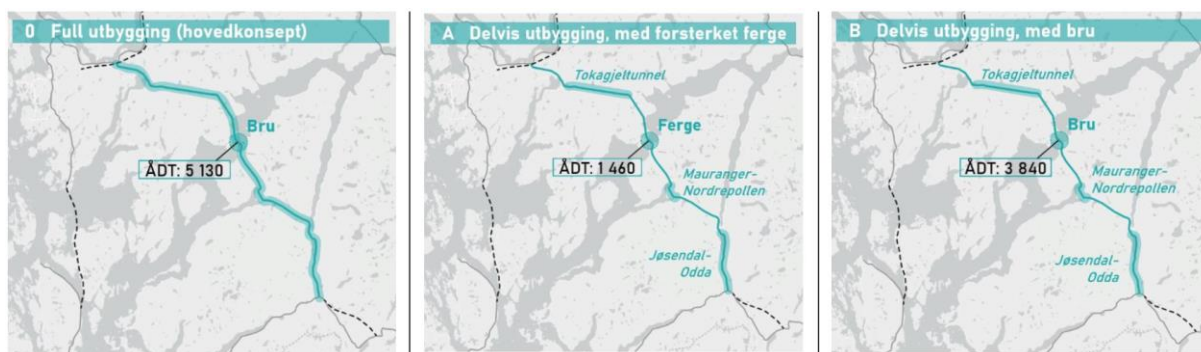 0 Full utbygging (hovedkonsept)
Bru
ÅDT: 5 130
A Delvis utbygging, med forsterket ferge
Tokagjeltunnel
Ferge
ÅDT: 1 460
Mauranger-
Nordrepollen
Jøsendal-
Odda
B Delvis utbygging, med bru
Tokagjeltunnel
Bru
ÅDT: 3 840
Mauranger-
Nordrepollen
Jøsendal-
Odda